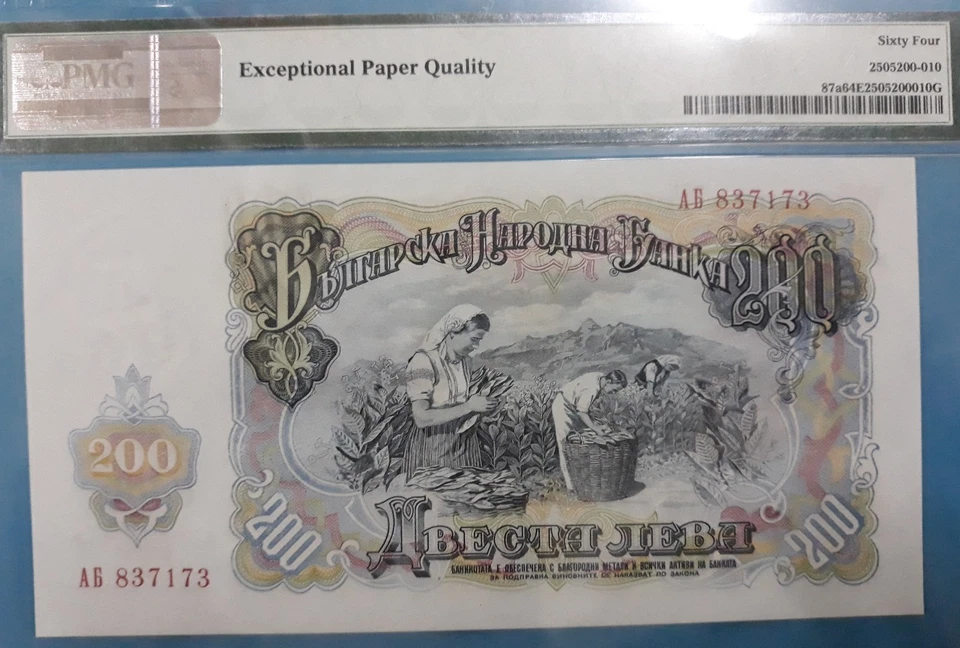 PMG
Exceptional Paper Quality
Sixty Four
2505200-010
87a64E2505200010G
АБ 837173
Българска Народна Банка
200
200
200
200
Двеста лева
БАНКНОТАТА Е ОБЕСПЕЧЕНА С БЛАГОРОДНИ МЕТАЛИ И ВСИЧКИ АКТИВИ НА БАНКАТА
ЗА ПОДПРАВКА ВИНОВНИТЕ СЕ НАКАЗВАТ ПО ЗАКОНА
АБ 837173